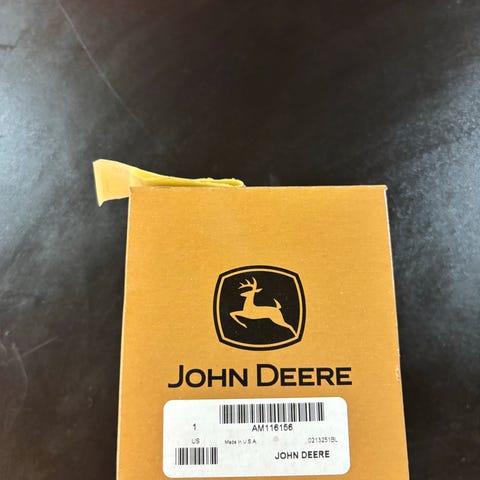 JOHN DEERE
1 AM116156
US Made in U.S.A. 0213251BL
JOHN DEERE